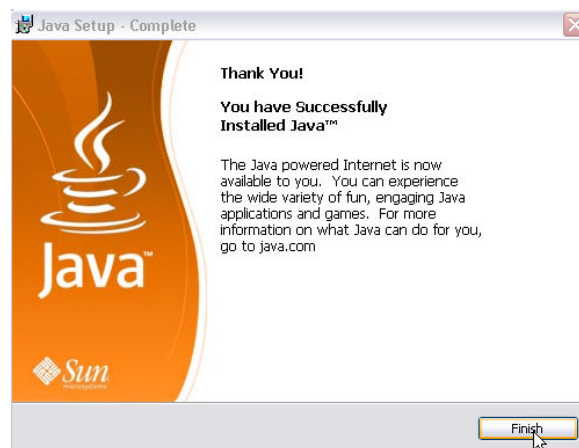 Java Setup - Complete
Thank You!
You have Successfully
Installed Java™
The Java powered Internet is now
available to you. You can experience
the wide variety of fun, engaging Java
applications and games. For more
information on what Java can do for you,
go to java.com
Java™
Sun
microsystems
Finish